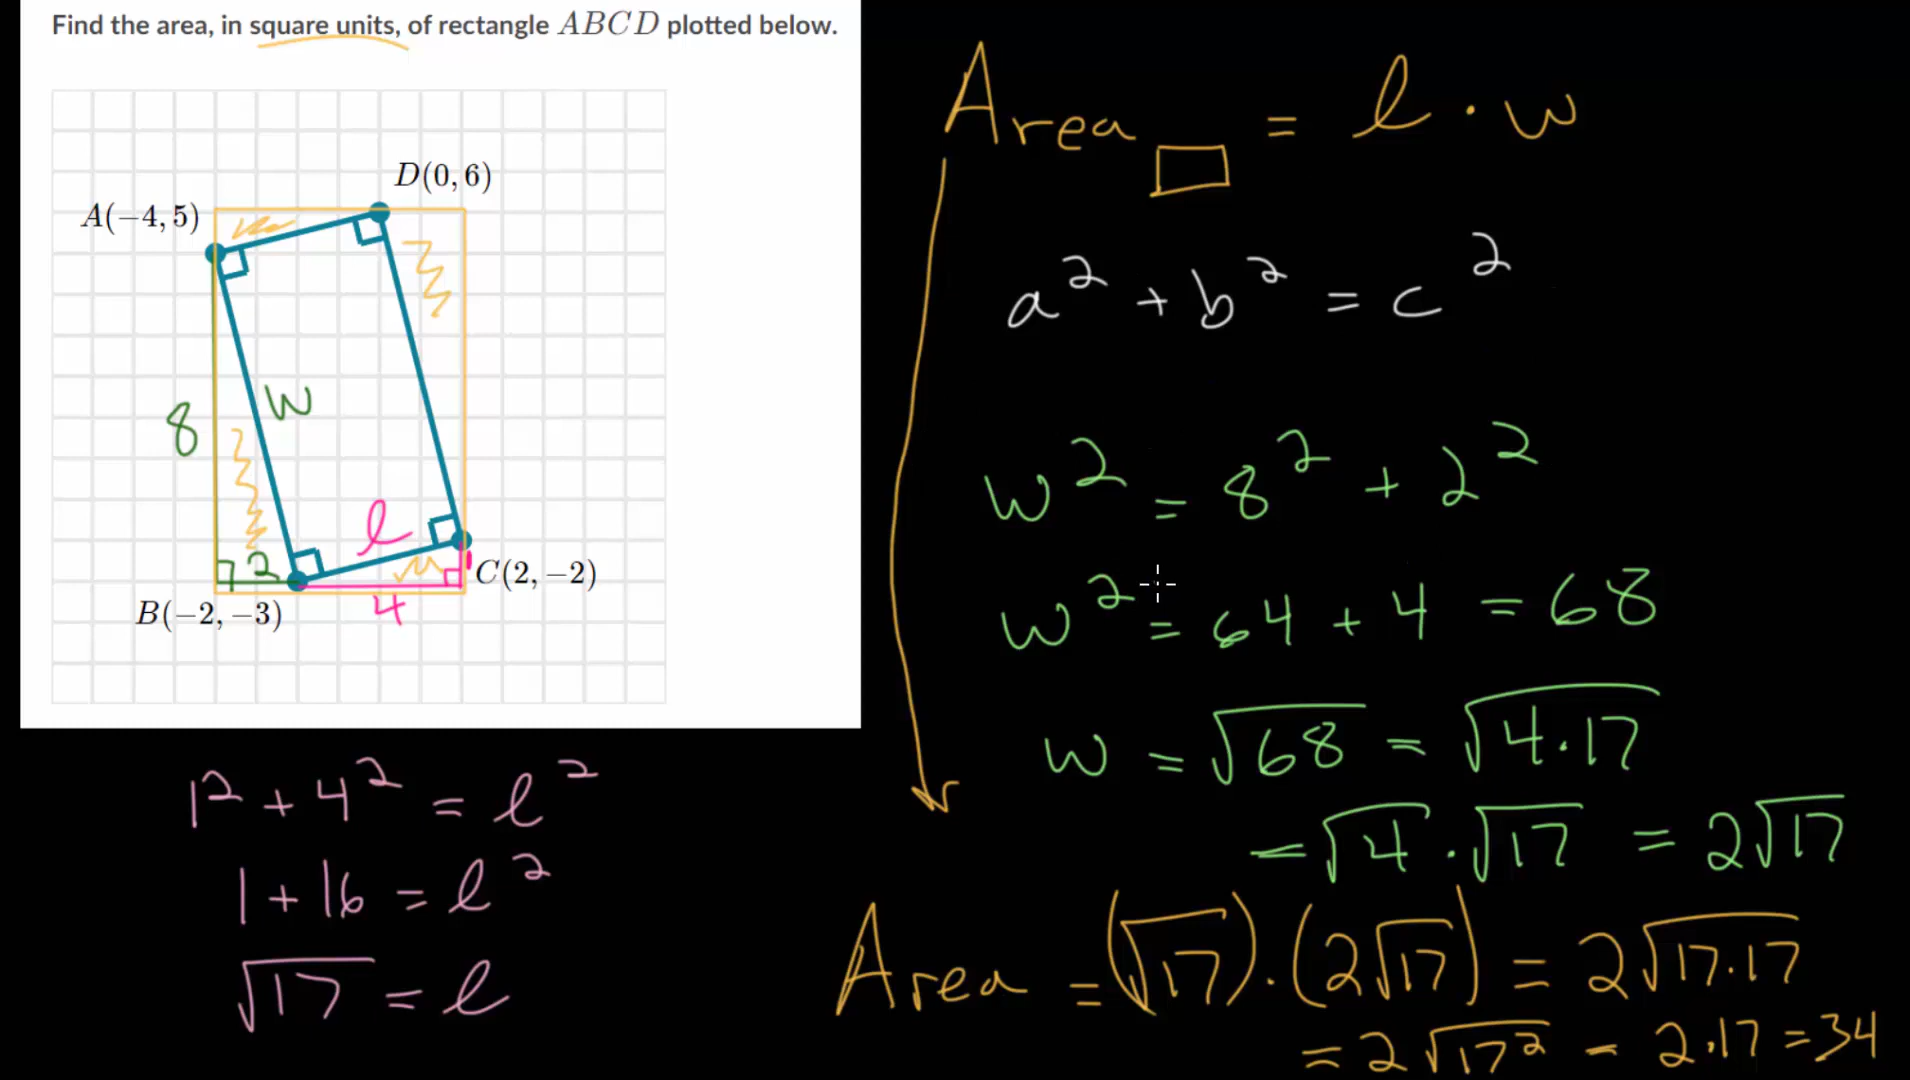 Find the area, in square units, of rectangle ABCD plotted below.
D(0, 6)
A(−4, 5)
8
w
l
2
1
C(2, −2)
B(−2, −3)
4
1² + 4² = l²
1 + 16 = l²
√17 = l
Area▭ = l · w
a² + b² = c²
w² = 8² + 2²
w² = 64 + 4 = 68
w = √68 = √4·17
= √4 · √17 = 2√17
Area = (√17) · (2√17) = 2√17·17
= 2√17² = 2·17 = 34